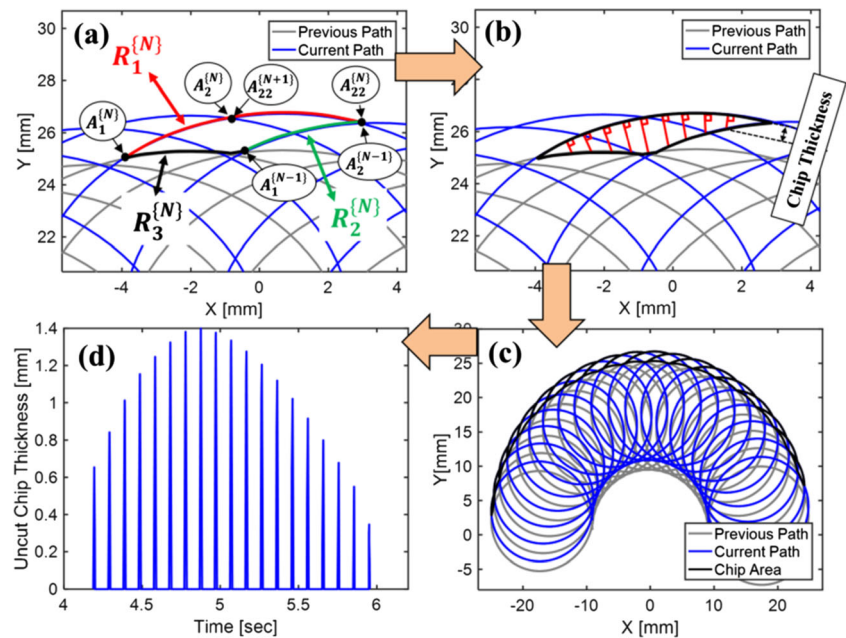 (a)
Previous Path
Current Path
R₁^{N}
A₂^{N}
A₂₂^{N+1}
A₂₂^{N}
A₁^{N}
A₁^{N-1}
A₂^{N-1}
R₃^{N}
R₂^{N}
30
28
26
24
22
Y [mm]
-4
-2
0
2
4
X [mm]
(b)
Previous Path
Current Path
Chip Thickness
30
28
26
24
22
Y [mm]
-4
-2
0
2
4
X [mm]
(d)
1.4
1.2
1
0.8
0.6
0.4
0.2
0
Uncut Chip Thickness [mm]
4
4.5
5
5.5
6
Time [sec]
(c)
30
25
20
15
10
5
0
-5
Y[mm]
Previous Path
Current Path
Chip Area
-20
-10
0
10
20
X [mm]